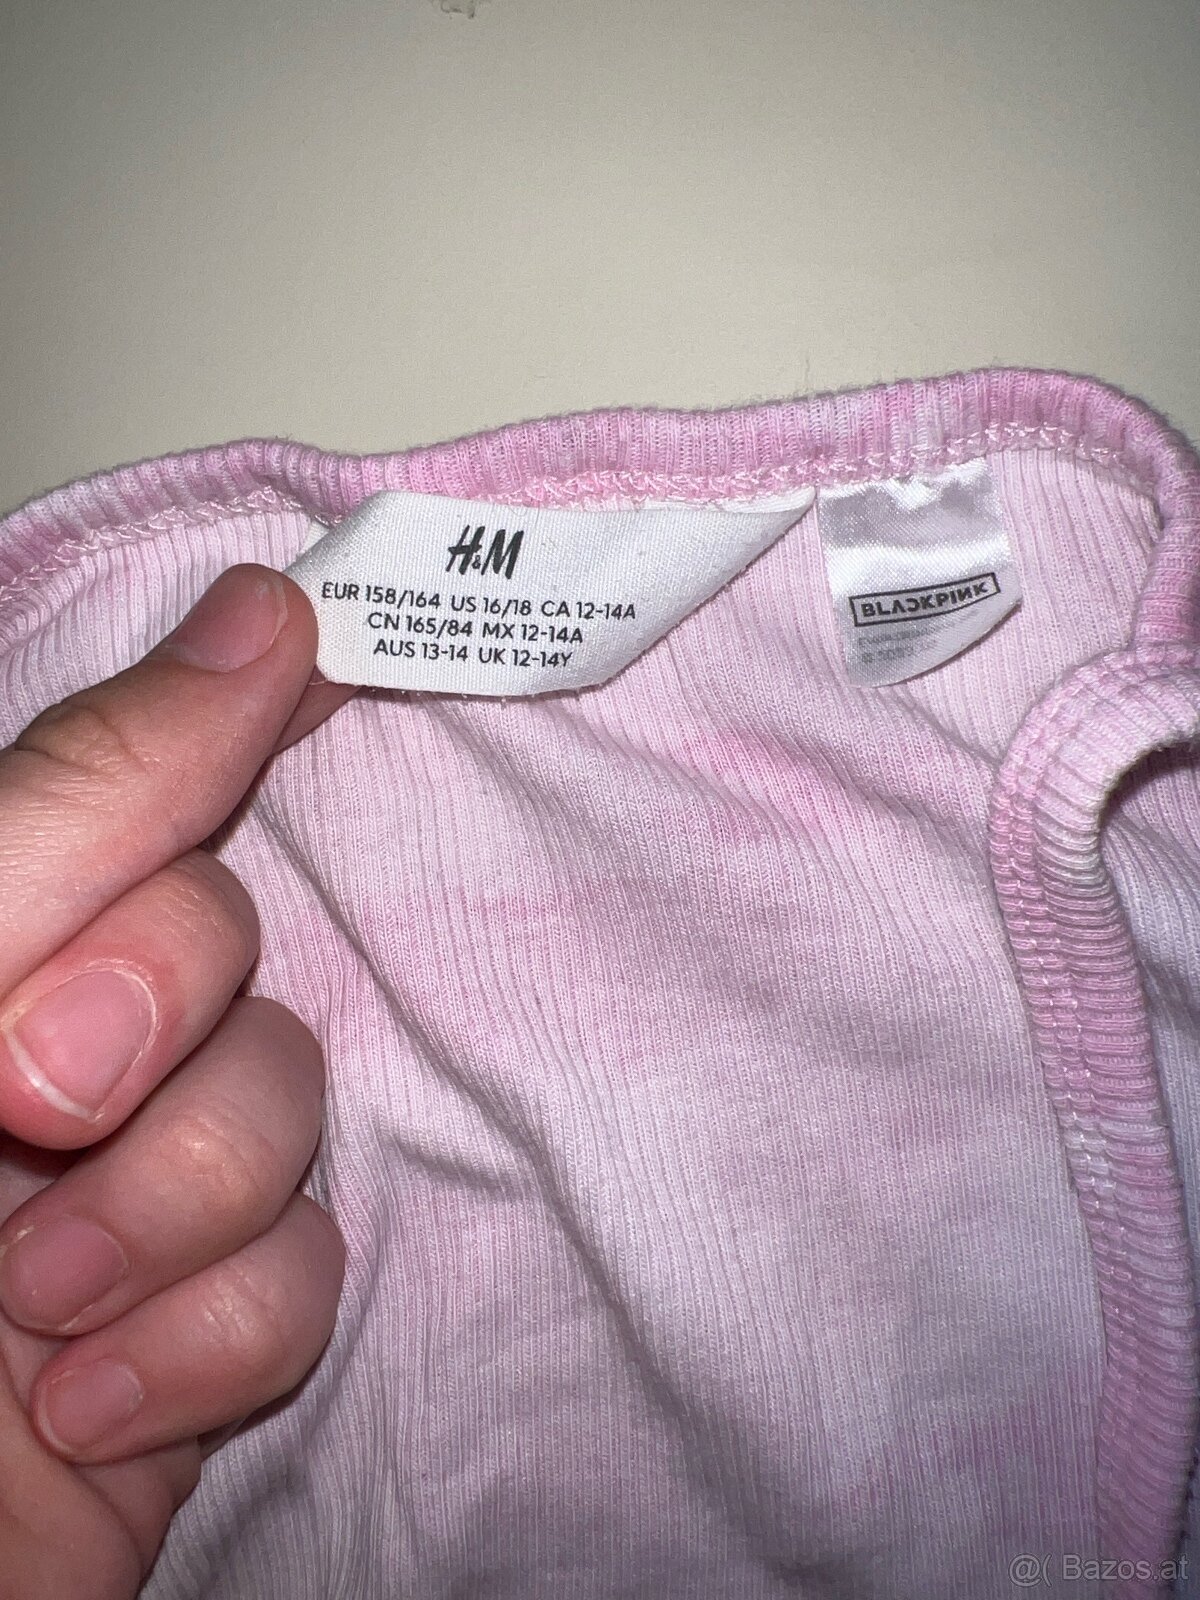 H&M
EUR 158/164 US 16/18 CA 12-14A
CN 165/84 MX 12-14A
AUS 13-14 UK 12-14Y
BLΛƆKPIИK
@( Bazos.at